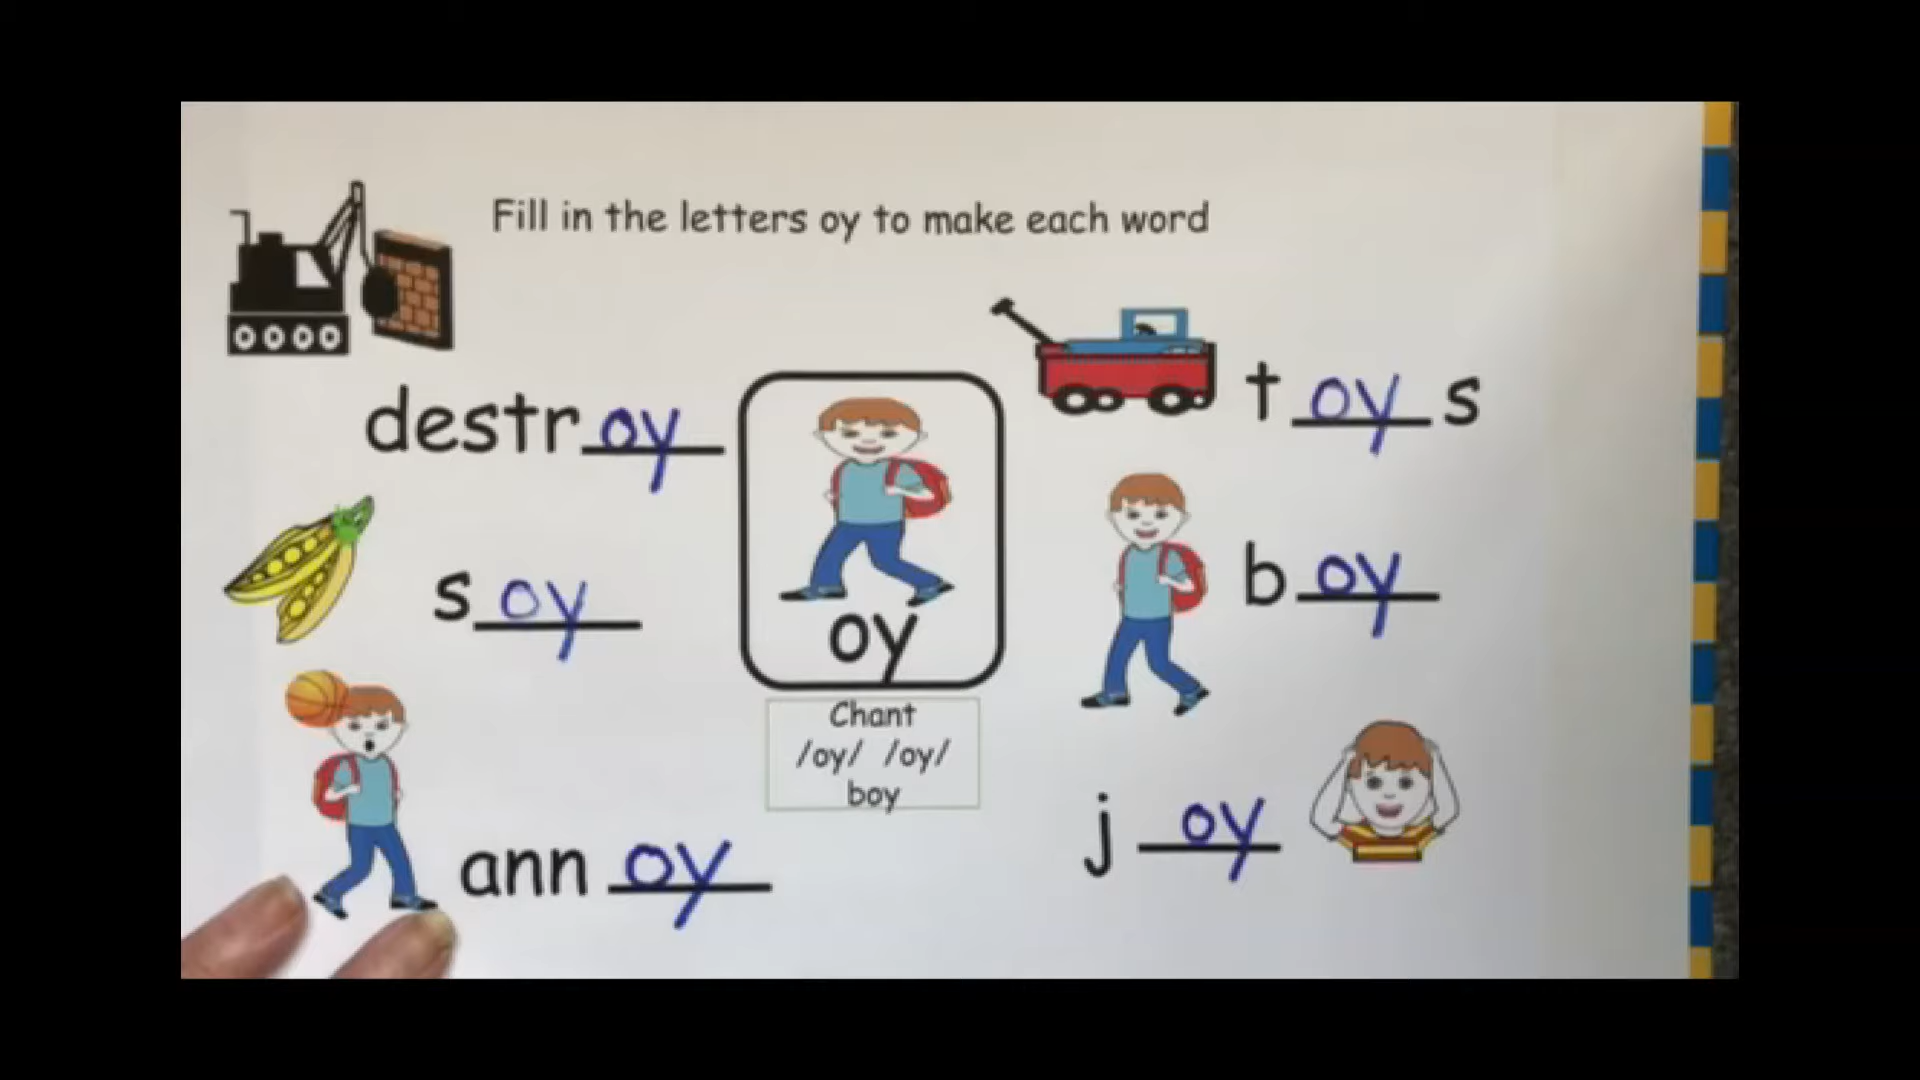 Fill in the letters oy to make each word
destroy
toys
soy
boy
oy
Chant
/oy/ /oy/
boy
annoy
joy